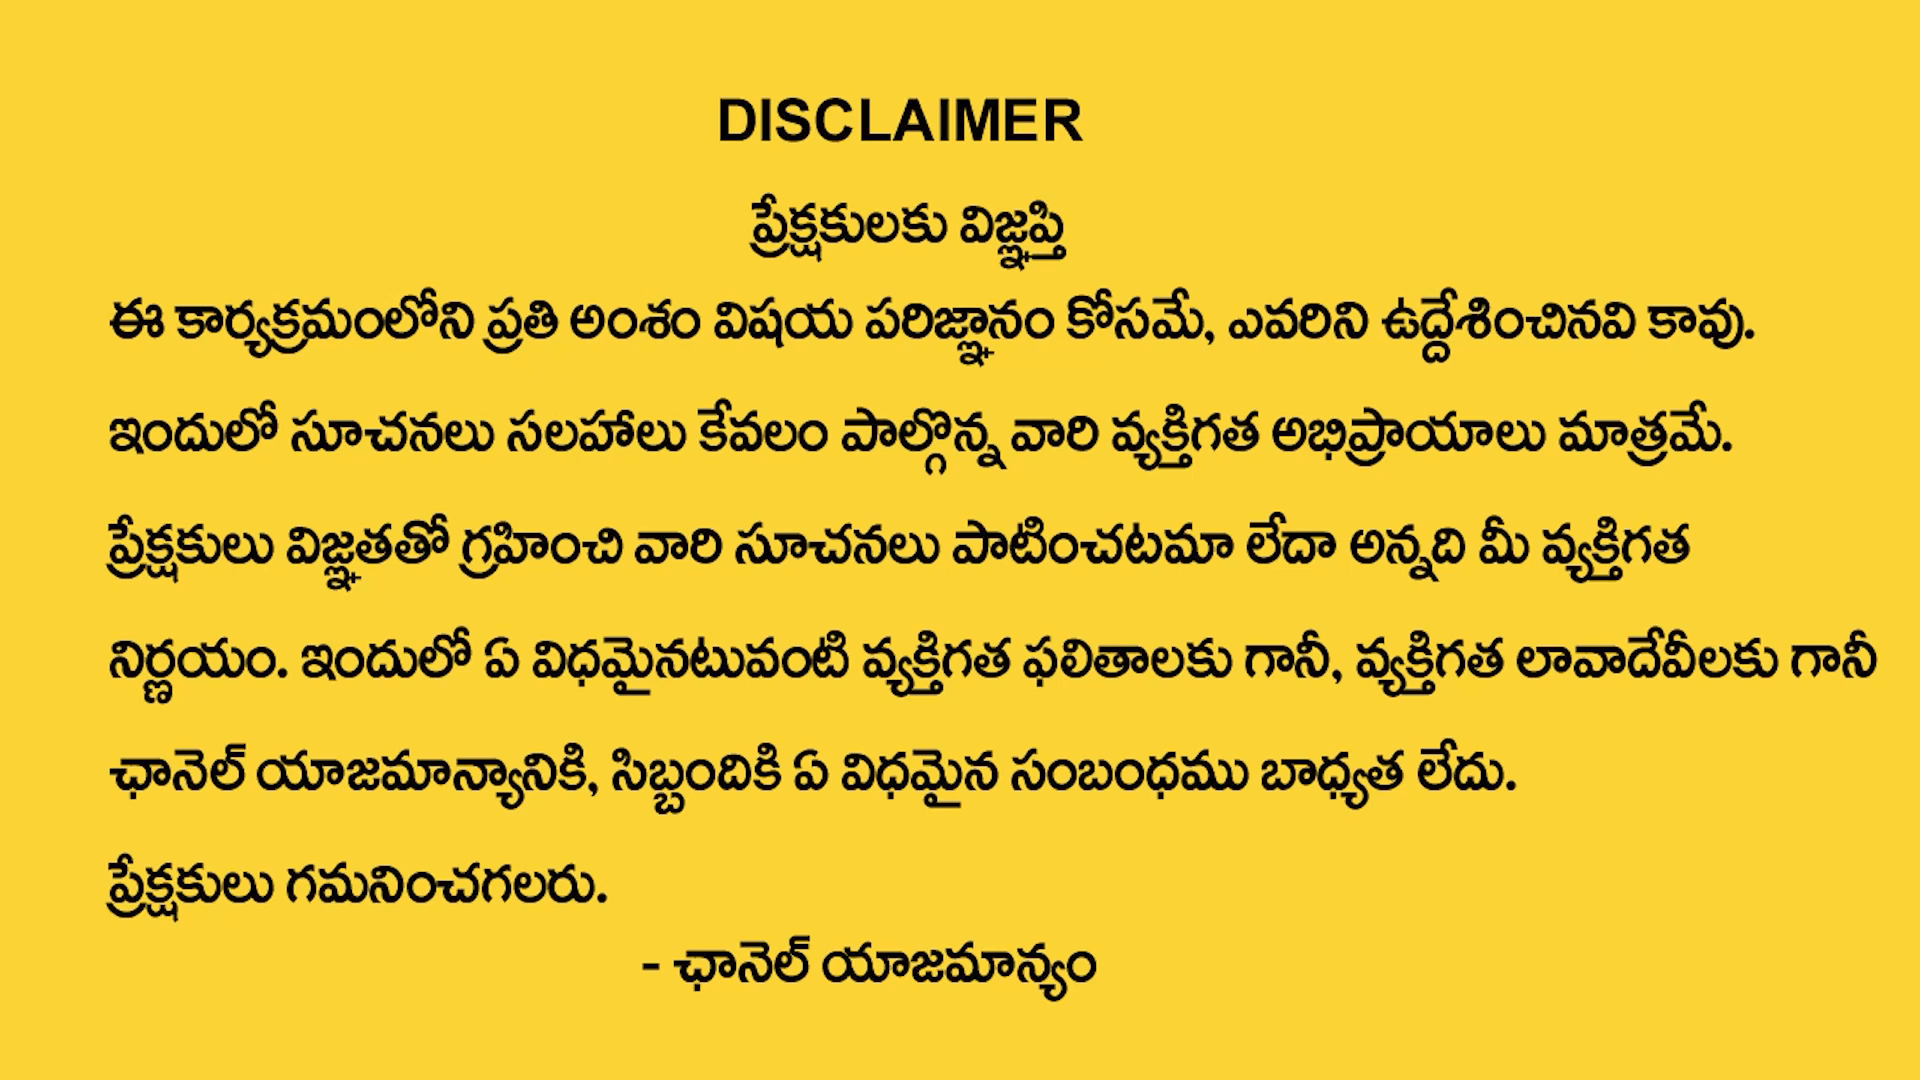 DISCLAIMER
ప్రేక్షకులకు విజ్ఞప్తి
ఈ కార్యక్రమంలోని ప్రతి అంశం విషయ పరిజ్ఞానం కోసమే, ఎవరిని ఉద్దేశించినవి కావు.
ఇందులో సూచనలు సలహాలు కేవలం పాల్గొన్న వారి వ్యక్తిగత అభిప్రాయాలు మాత్రమే.
ప్రేక్షకులు విజ్ఞతతో గ్రహించి వారి సూచనలు పాటించటమా లేదా అన్నది మీ వ్యక్తిగత
నిర్ణయం. ఇందులో ఏ విధమైనటువంటి వ్యక్తిగత ఫలితాలకు గానీ, వ్యక్తిగత లావాదేవీలకు గానీ
ఛానెల్ యాజమాన్యానికి, సిబ్బందికి ఏ విధమైన సంబంధము బాధ్యత లేదు.
ప్రేక్షకులు గమనించగలరు.
- ఛానెల్ యాజమాన్యం